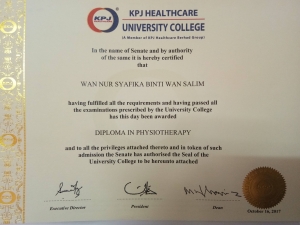 KPJ
KPJ HEALTHCARE
UNIVERSITY COLLEGE
(A Member of KPJ Healthcare Berhad Group)
In the name of Senate and by authority
of the same it is hereby certified
that
WAN NUR SYAFIKA BINTI WAN SALIM
having fulfilled all the requirements and having passed all
the examinations prescribed by the University College
has this day been awarded
DIPLOMA IN PHYSIOTHERAPY
and to all the privileges attached thereto and in token of such
admission the Senate has authorised the Seal of the
University College to be hereunto attached
Executive Director
President
Dean
October 16, 2017